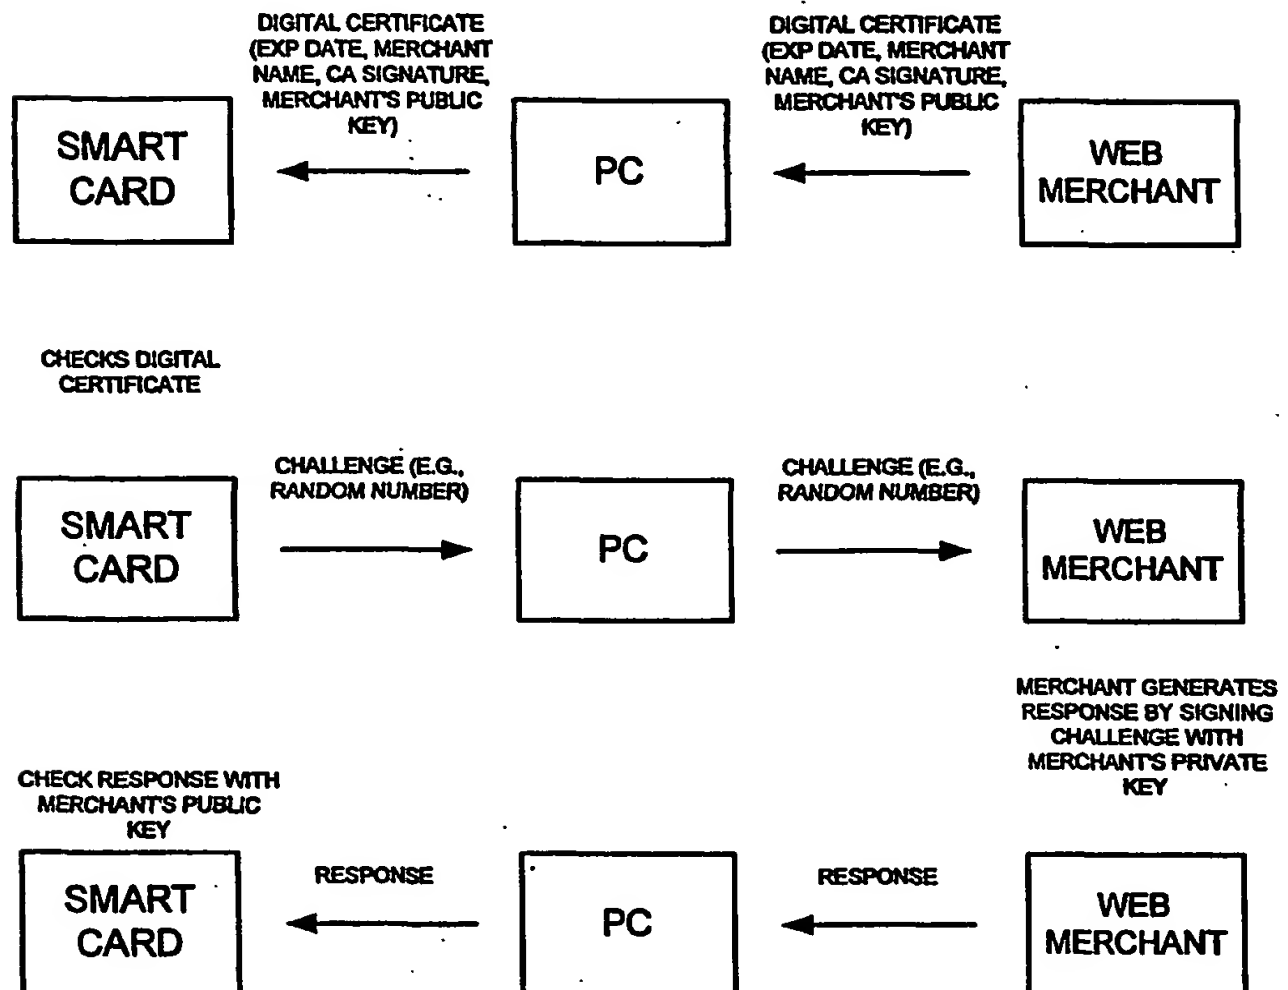 DIGITAL CERTIFICATE
(EXP DATE, MERCHANT
NAME, CA SIGNATURE,
MERCHANT'S PUBLIC
KEY)
DIGITAL CERTIFICATE
(EXP DATE, MERCHANT
NAME, CA SIGNATURE,
MERCHANT'S PUBLIC
KEY)
SMART
CARD
PC
WEB
MERCHANT
CHECKS DIGITAL
CERTIFICATE
SMART
CARD
CHALLENGE (E.G.,
RANDOM NUMBER)
PC
CHALLENGE (E.G.,
RANDOM NUMBER)
WEB
MERCHANT
MERCHANT GENERATES
RESPONSE BY SIGNING
CHALLENGE WITH
MERCHANT'S PRIVATE
KEY
CHECK RESPONSE WITH
MERCHANT'S PUBLIC
KEY
SMART
CARD
RESPONSE
PC
RESPONSE
WEB
MERCHANT